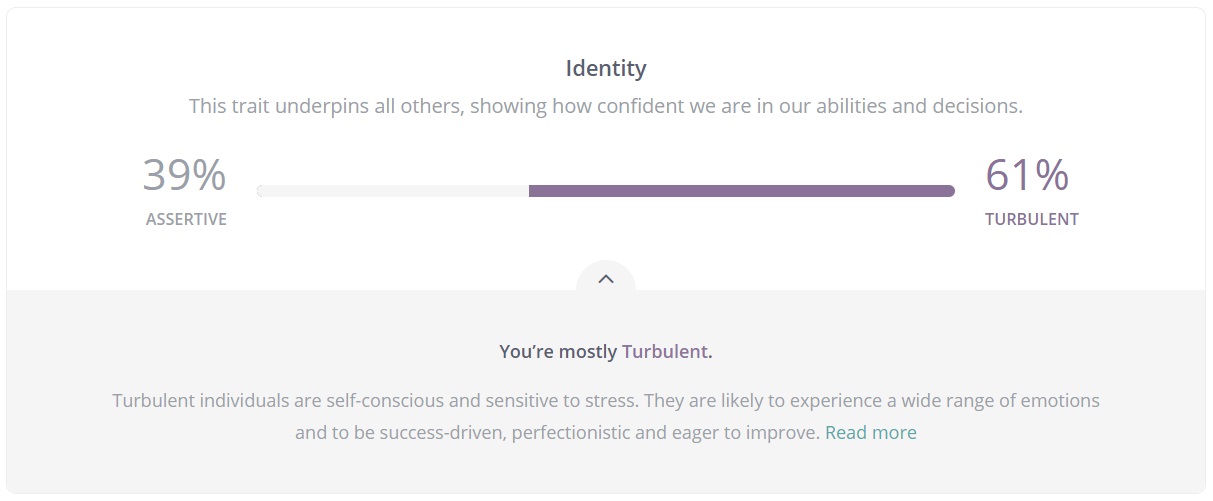 Identity
This trait underpins all others, showing how confident we are in our abilities and decisions.
39%
ASSERTIVE
61%
TURBULENT
You’re mostly Turbulent.
Turbulent individuals are self-conscious and sensitive to stress. They are likely to experience a wide range of emotions
and to be success-driven, perfectionistic and eager to improve. Read more